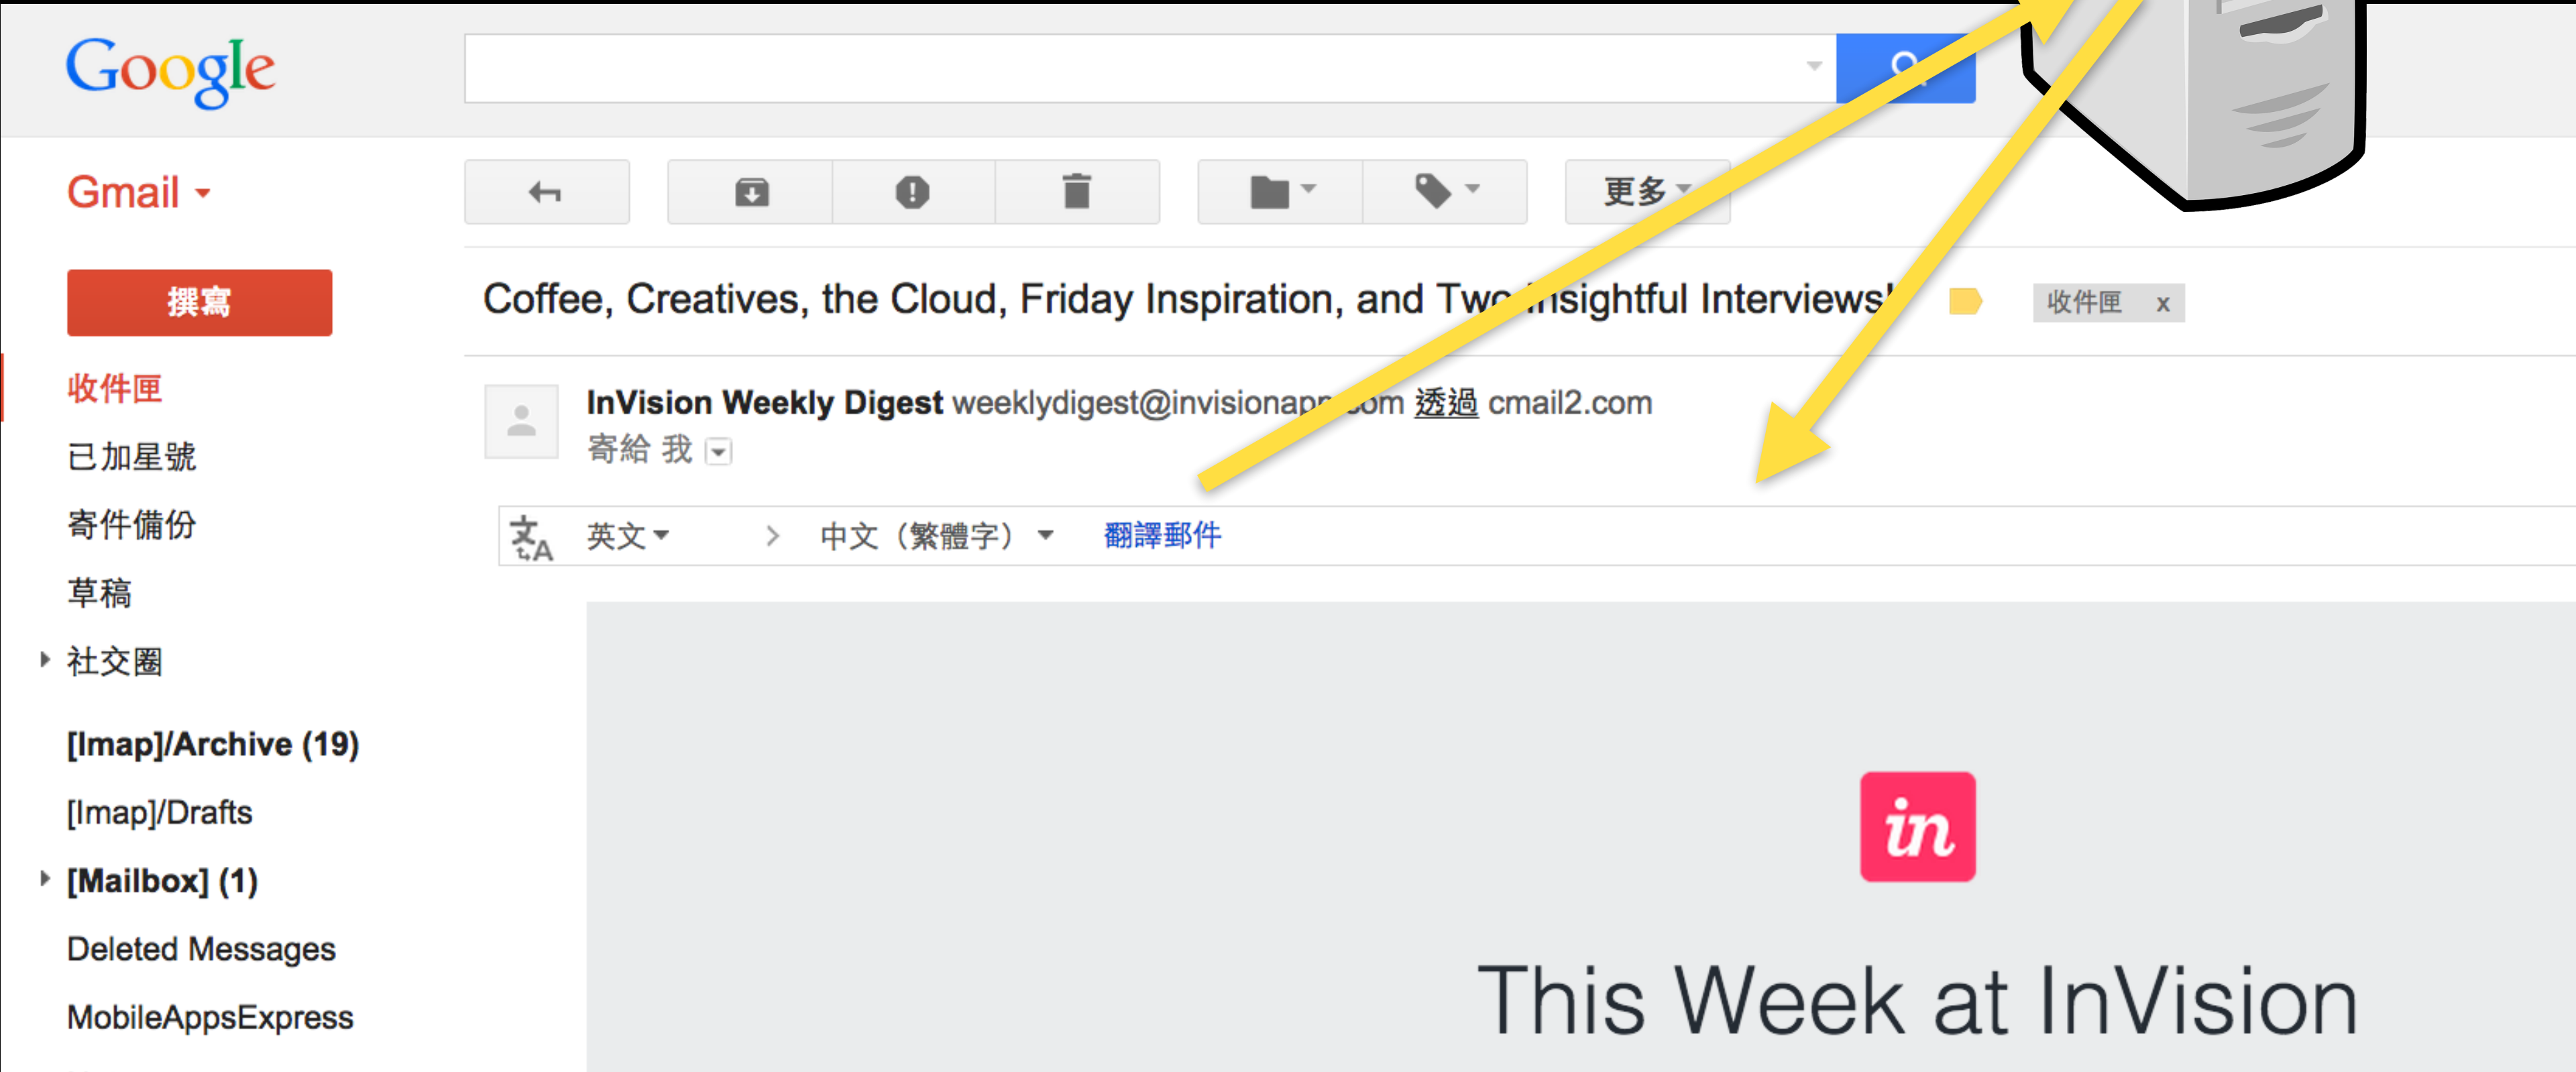 Google
Gmail
更多
撰寫
Coffee, Creatives, the Cloud, Friday Inspiration, and Two Insightful Interviews!
收件匣 x
收件匣
InVision Weekly Digest weeklydigest@invisionapp.com 透過 cmail2.com
寄給 我
已加星號
寄件備份
英文 > 中文（繁體字） 翻譯郵件
草稿
社交圈
[Imap]/Archive (19)
[Imap]/Drafts
in
[Mailbox] (1)
Deleted Messages
This Week at InVision
MobileAppsExpress